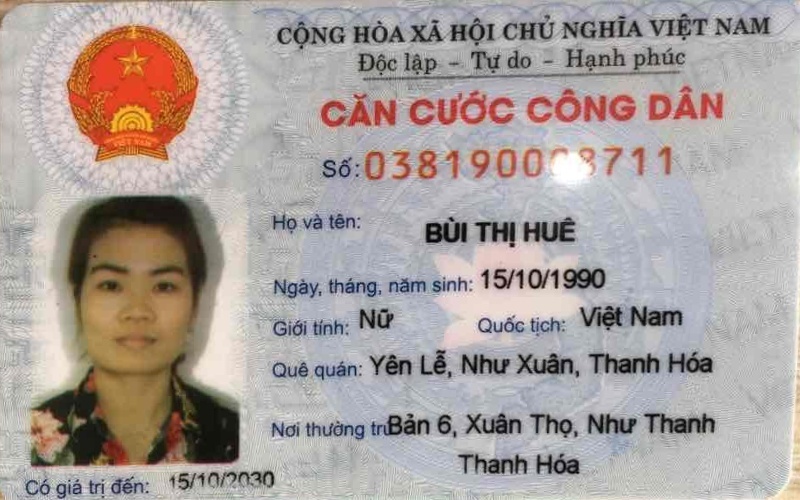 CỘNG HÒA XÃ HỘI CHỦ NGHĨA VIỆT NAM
Độc lập – Tự do – Hạnh phúc
CĂN CƯỚC CÔNG DÂN
VIỆT NAM
Số:
Họ và tên: BÙI THỊ HUÊ
Ngày, tháng, năm sinh: 15/10/1990
Giới tính: Nữ Quốc tịch: Việt Nam
Quê quán: Yên Lễ, Như Xuân, Thanh Hóa
Nơi thường trú Bản 6, Xuân Thọ, Như Thanh
Thanh Hóa
Có giá trị đến: 15/10/2030